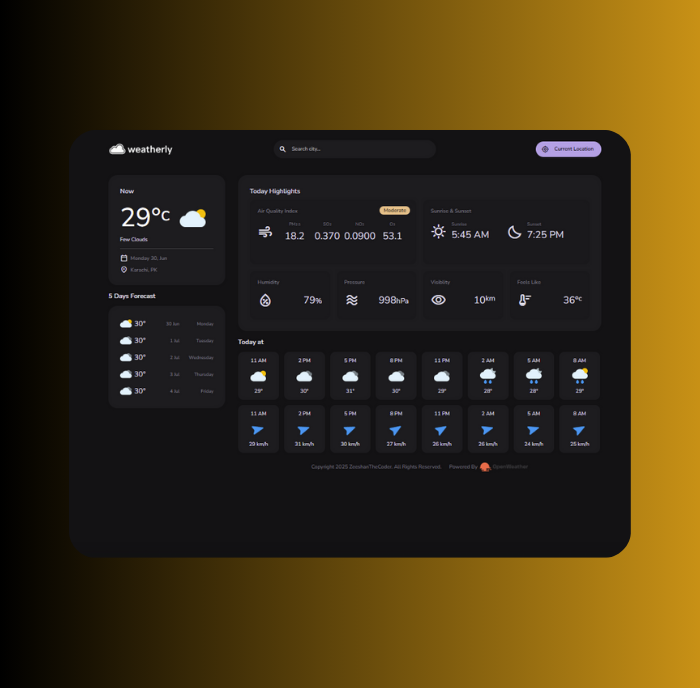 weatherly
Search city...
Current Location
Now
29°c
Few Clouds
Monday 30, Jun
Karachi, PK
5 Days Forecast
30° 30 Jun Monday
30° 1 Jul Tuesday
30° 2 Jul Wednesday
30° 3 Jul Thursday
30° 4 Jul Friday
Today Highlights
Air Quality Index
Moderate
18.2 0.370 0.0900 53.1
Sunrise & Sunset
Sunrise
5:45 AM
Sunset
7:25 PM
Humidity
79%
Pressure
998hPa
Visibility
10km
Feels Like
36°c
Today at
11 AM 2 PM 5 PM 8 PM 11 PM 2 AM 5 AM 8 AM
29° 30° 31° 30° 29° 28° 28° 29°
11 AM 2 PM 5 PM 8 PM 11 PM 2 AM 5 AM 8 AM
29 km/h 31 km/h 30 km/h 27 km/h 26 km/h 26 km/h 24 km/h 25 km/h
Copyright 2025 ZeeshanTheCoder. All Rights Reserved. Powered By OpenWeather